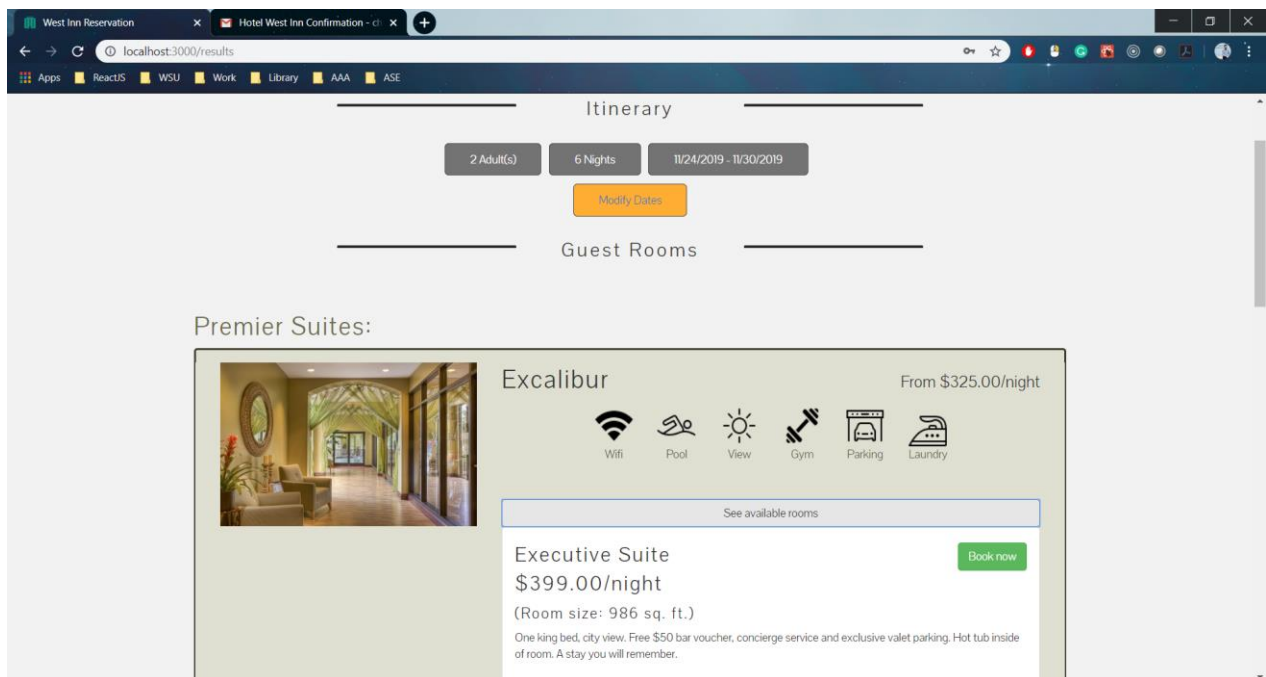 West Inn Reservation
Hotel West Inn Confirmation - ch
localhost:3000/results
Apps ReactJS WSU Work Library AAA ASE
Itinerary
2 Adult(s) 6 Nights 11/24/2019 - 11/30/2019
Modify Dates
Guest Rooms
Premier Suites:
Excalibur From $325.00/night
Wifi Pool View Gym Parking Laundry
See available rooms
Executive Suite Book now
$399.00/night
(Room size: 986 sq. ft.)
One king bed, city view. Free $50 bar voucher, concierge service and exclusive valet parking. Hot tub inside
of room. A stay you will remember.